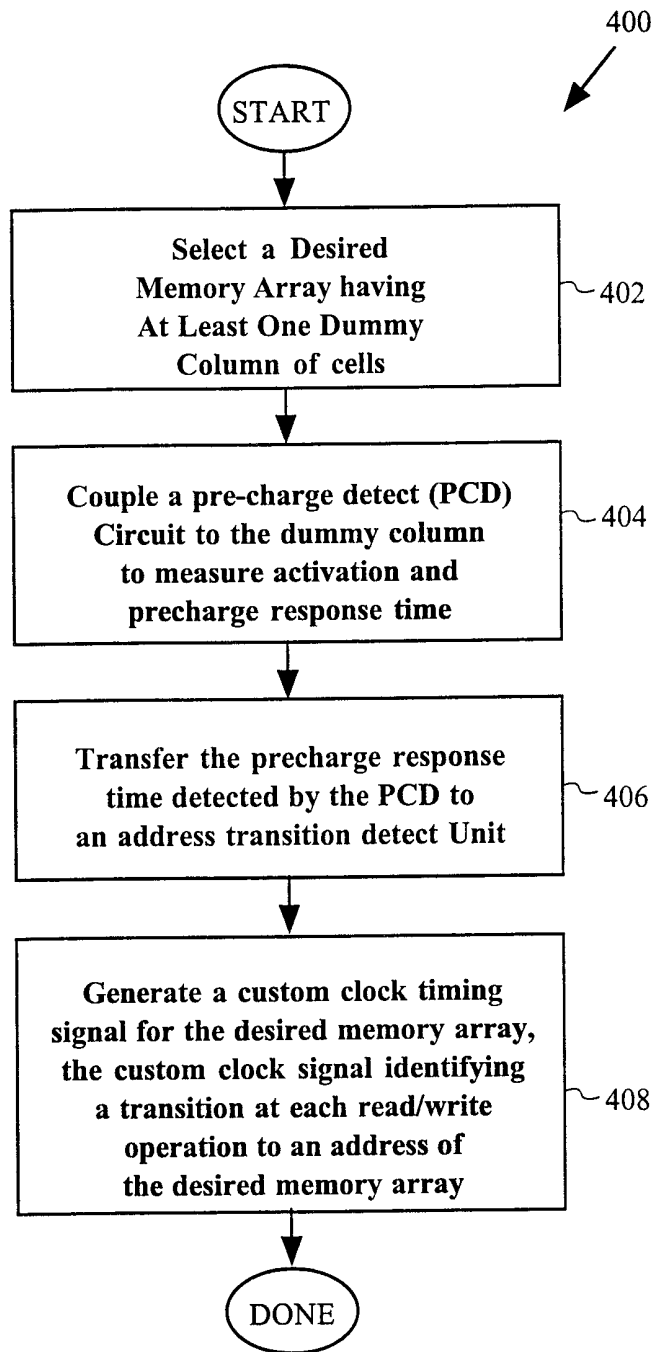 400
START
Select a Desired
Memory Array having
At Least One Dummy
Column of cells
402
Couple a pre-charge detect (PCD)
Circuit to the dummy column
to measure activation and
precharge response time
404
Transfer the precharge response
time detected by the PCD to
an address transition detect Unit
406
Generate a custom clock timing
signal for the desired memory array,
the custom clock signal identifying
a transition at each read/write
operation to an address of
the desired memory array
408
DONE